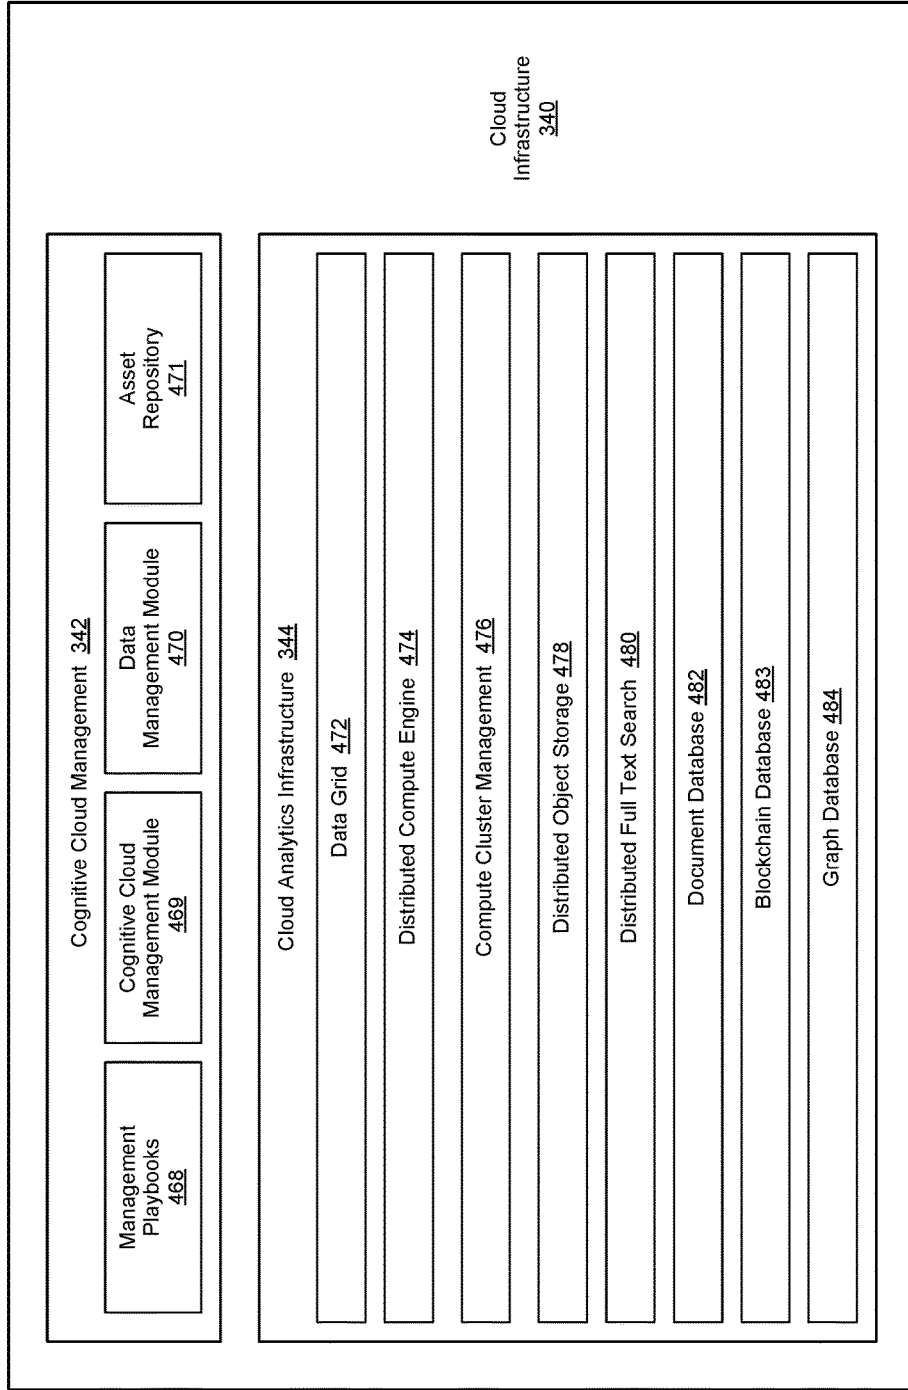 Cognitive Cloud Management 342
Management
Playbooks
468
Cognitive Cloud
Management Module
469
Data
Management Module
470
Asset
Repository
471
Cloud Analytics Infrastructure 344
Data Grid 472
Distributed Compute Engine 474
Compute Cluster Management 476
Distributed Object Storage 478
Distributed Full Text Search 480
Document Database 482
Blockchain Database 483
Graph Database 484
Cloud
Infrastructure
340